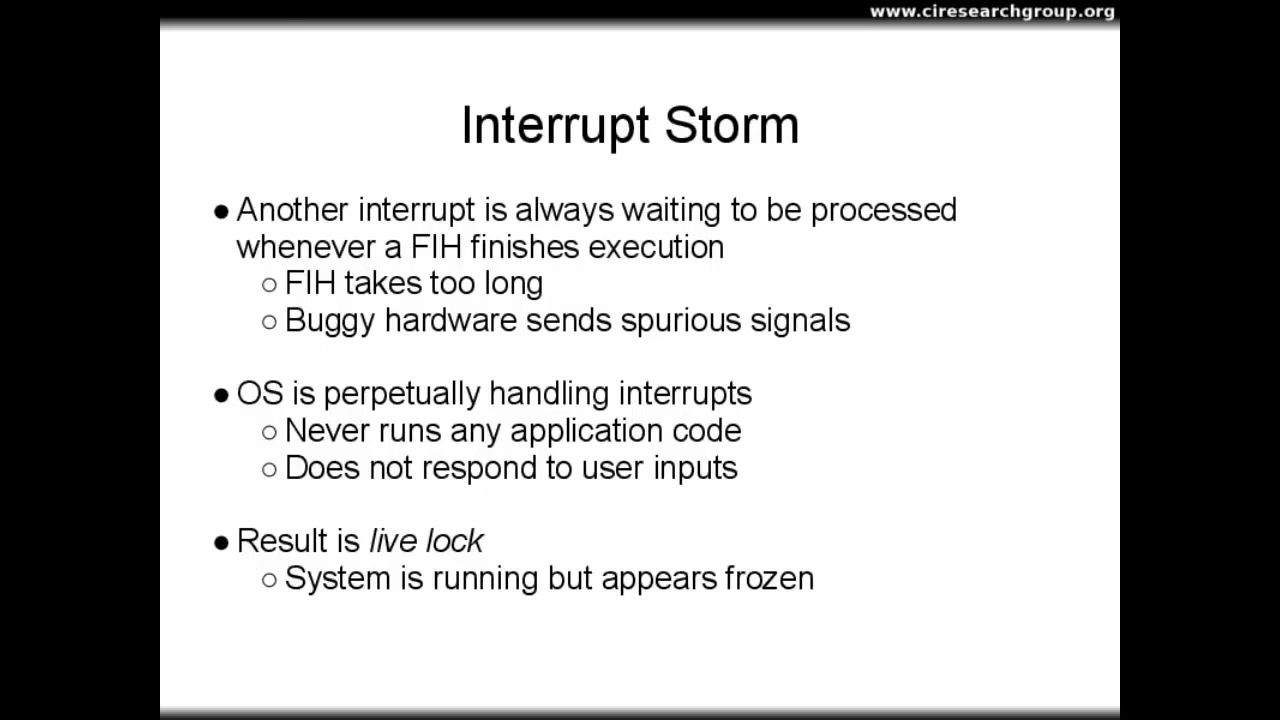 www.ciresearchgroup.org
Interrupt Storm
● Another interrupt is always waiting to be processed
whenever a FIH finishes execution
○ FIH takes too long
○ Buggy hardware sends spurious signals
● OS is perpetually handling interrupts
○ Never runs any application code
○ Does not respond to user inputs
● Result is live lock
○ System is running but appears frozen